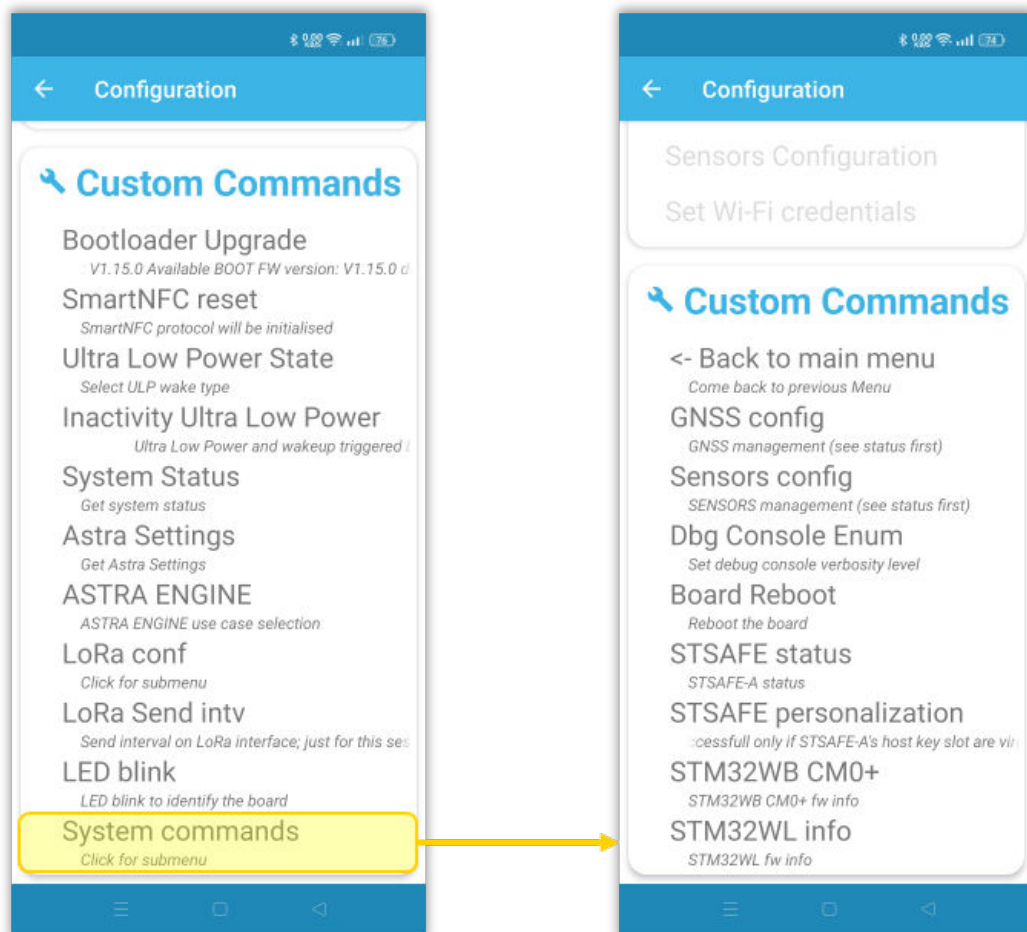 76
Configuration
Custom Commands
Bootloader Upgrade
: V1.15.0 Available BOOT FW version: V1.15.0 d
SmartNFC reset
SmartNFC protocol will be initialised
Ultra Low Power State
Select ULP wake type
Inactivity Ultra Low Power
Ultra Low Power and wakeup triggered
System Status
Get system status
Astra Settings
Get Astra Settings
ASTRA ENGINE
ASTRA ENGINE use case selection
LoRa conf
Click for submenu
LoRa Send intv
Send interval on LoRa interface; just for this ses
LED blink
LED blink to identify the board
System commands
Click for submenu
74
Configuration
Sensors Configuration
Set Wi-Fi credentials
Custom Commands
<- Back to main menu
Come back to previous Menu
GNSS config
GNSS management (see status first)
Sensors config
SENSORS management (see status first)
Dbg Console Enum
Set debug console verbosity level
Board Reboot
Reboot the board
STSAFE status
STSAFE-A status
STSAFE personalization
cessfull only if STSAFE-A's host key slot are vir
STM32WB CM0+
STM32WB CM0+ fw info
STM32WL info
STM32WL fw info